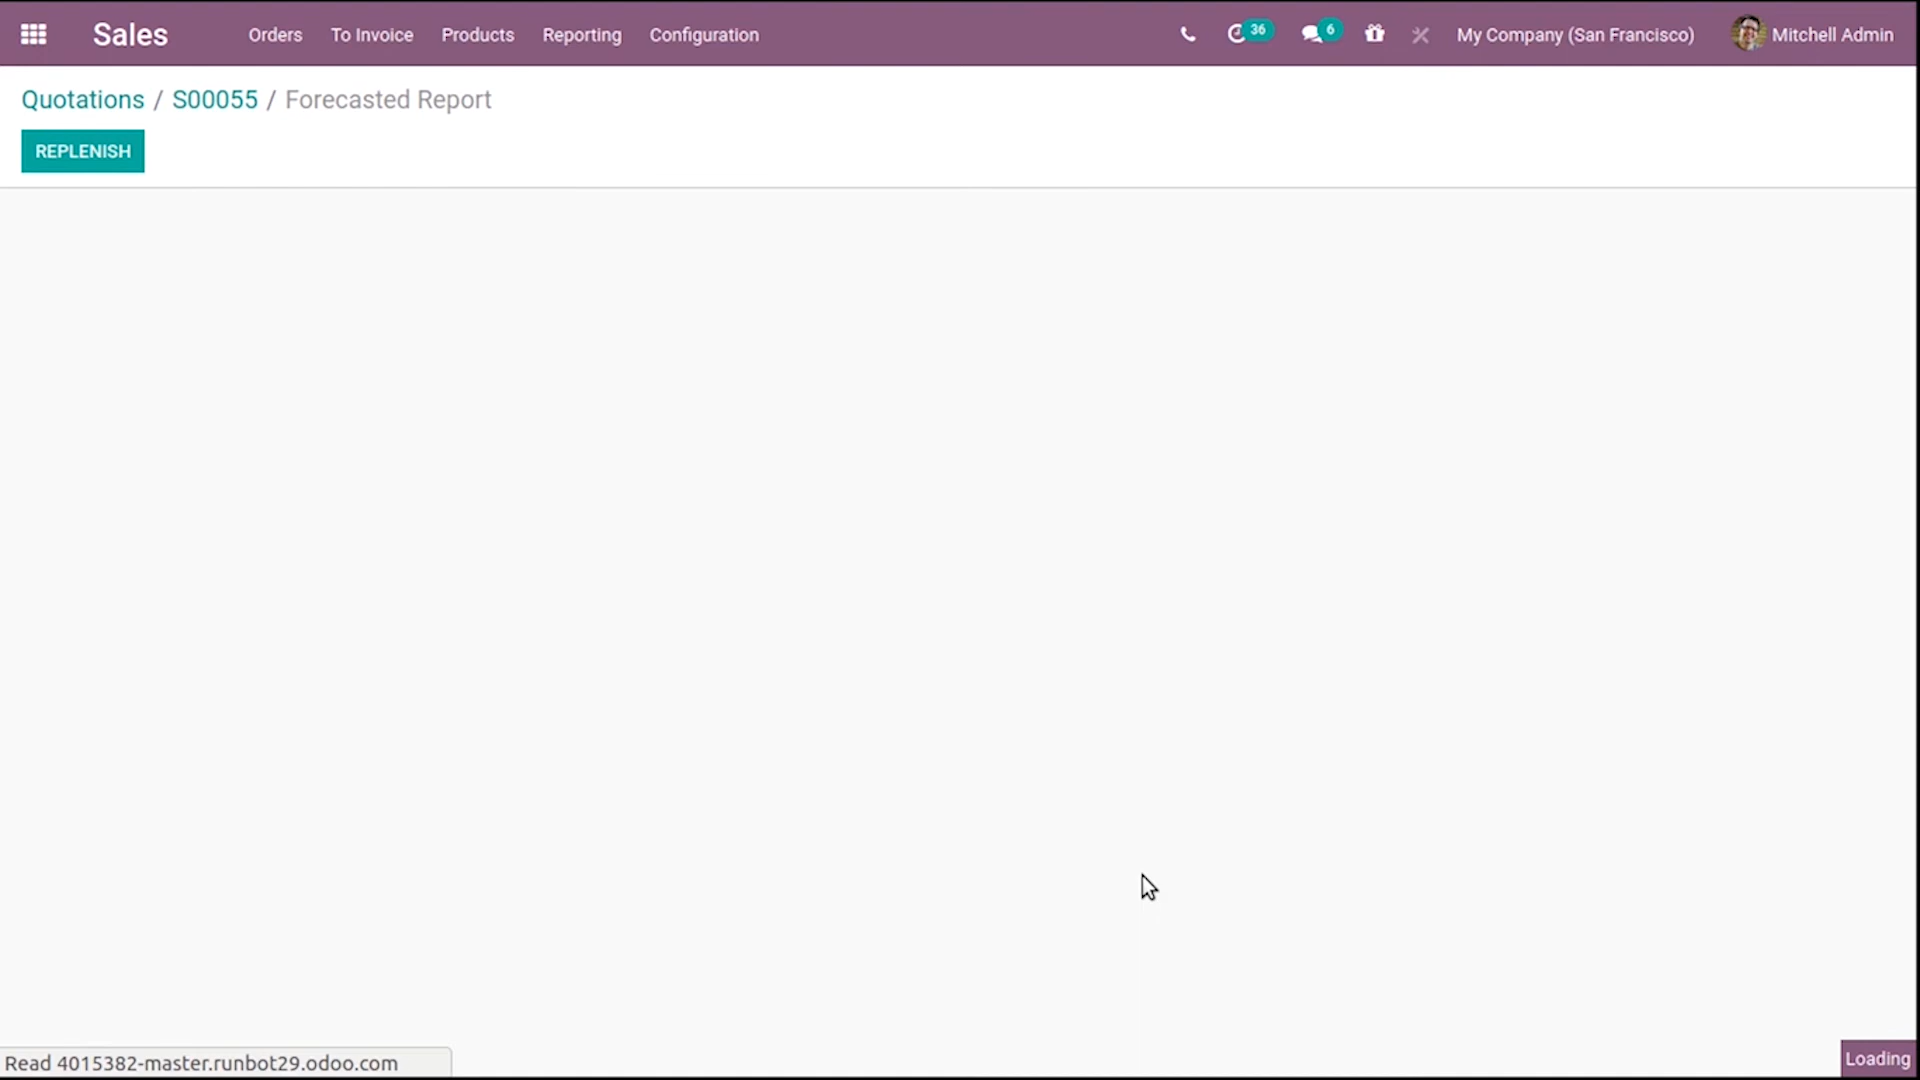 Sales Orders To Invoice Products Reporting Configuration 36 6 My Company (San Francisco) Mitchell Admin
Quotations / S00055 / Forecasted Report
REPLENISH
Read 4015382-master.runbot29.odoo.com
Loading